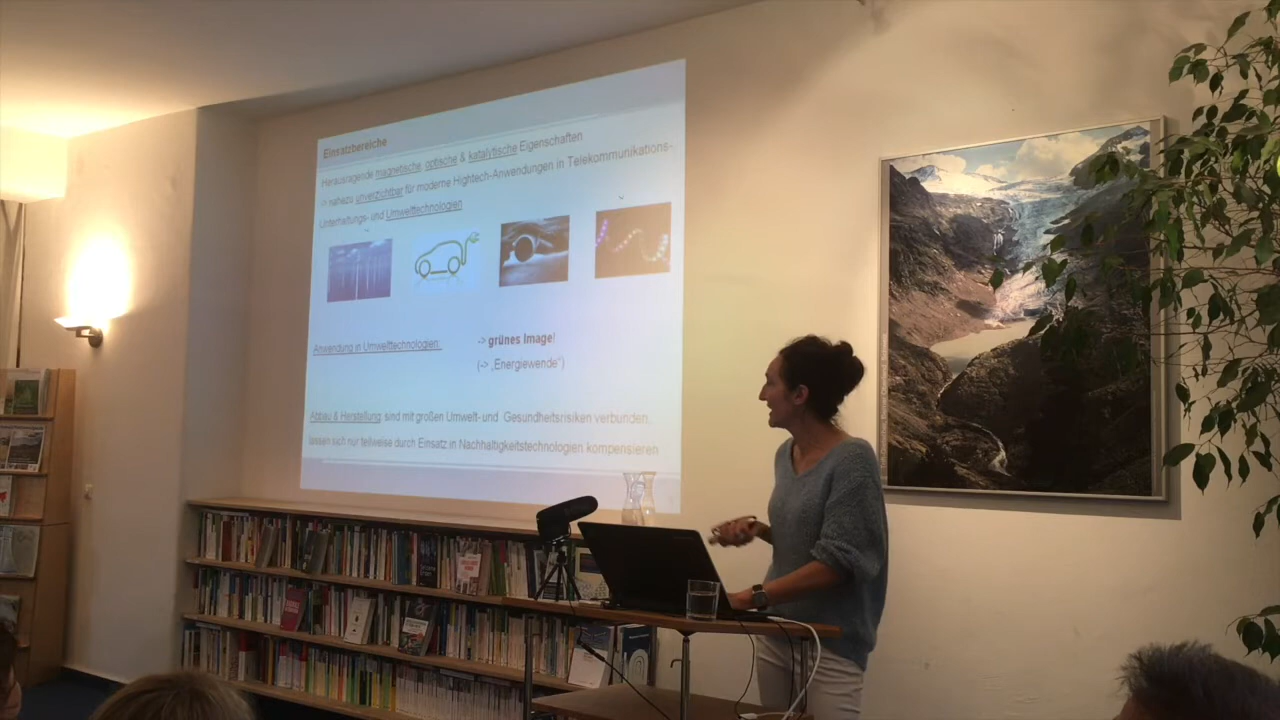 Einsatzbereiche
Herausragende magnetische, optische & katalytische Eigenschaften
-> nahezu unverzichtbar für moderne Hightech-Anwendungen in Telekommunikations-,
Unterhaltungs- und Umwelttechnologien
Anwendung in Umwelttechnologien:
-> grünes Image!
(-> „Energiewende“)
Abbau & Herstellung sind mit großen Umwelt- und Gesundheitsrisiken verbunden,
lassen sich nur teilweise durch Einsatz in Nachhaltigkeitstechnologien kompensieren